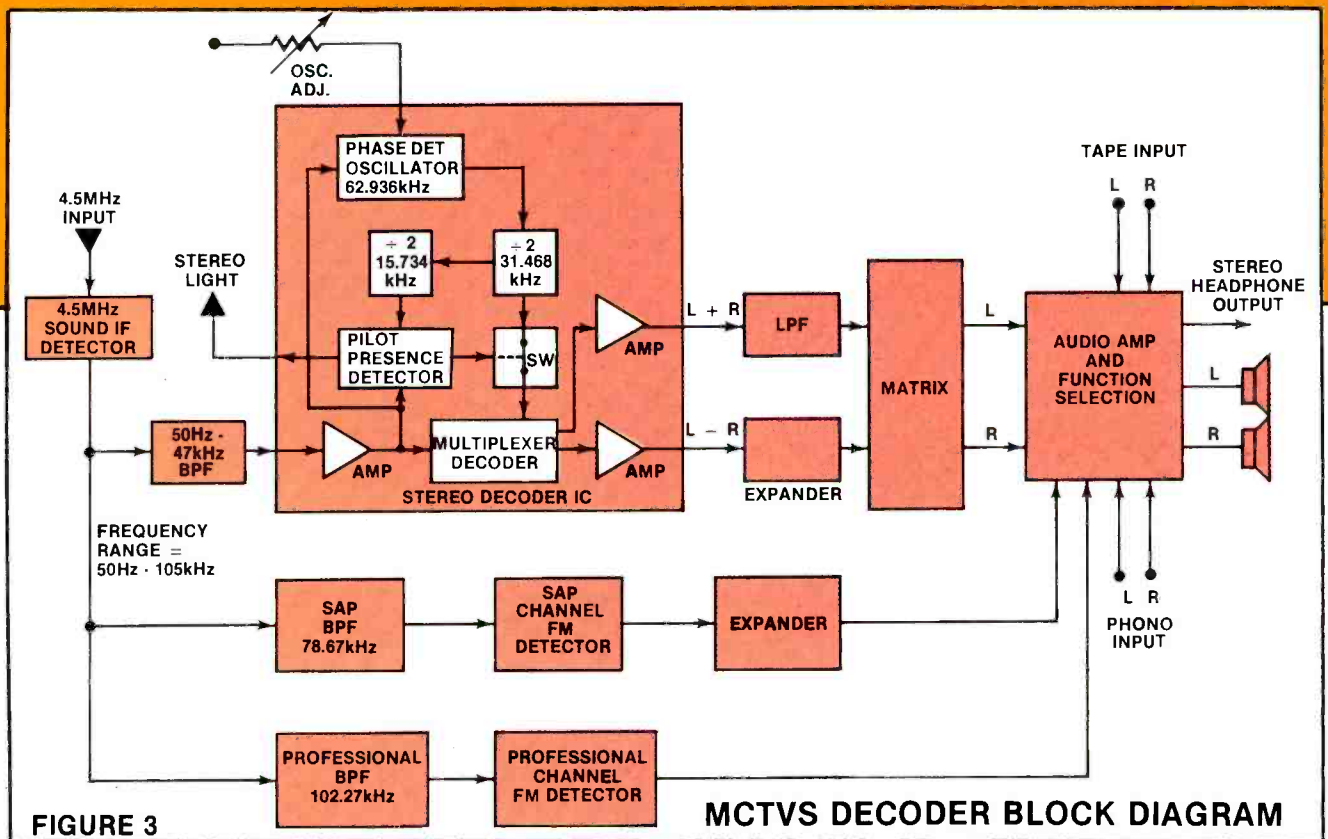 OSC.
ADJ.
PHASE DET
OSCILLATOR
62.936kHz
÷ 2
15.734
kHz
÷ 2
31.468
kHz
PILOT
PRESENCE
DETECTOR
SW
MULTIPLEXER
DECODER
AMP
AMP
AMP
STEREO DECODER IC
4.5MHz
INPUT
4.5MHz
SOUND IF
DETECTOR
STEREO
LIGHT
50Hz -
47kHz
BPF
FREQUENCY
RANGE =
50Hz - 105kHz
L + R
LPF
L - R
EXPANDER
MATRIX
L
R
TAPE INPUT
L R
AUDIO AMP
AND
FUNCTION
SELECTION
STEREO
HEADPHONE
OUTPUT
L
R
L R
PHONO
INPUT
SAP
BPF
78.67kHz
SAP
CHANNEL
FM
DETECTOR
EXPANDER
PROFESSIONAL
BPF
102.27kHz
PROFESSIONAL
CHANNEL
FM DETECTOR
FIGURE 3
MCTVS DECODER BLOCK DIAGRAM